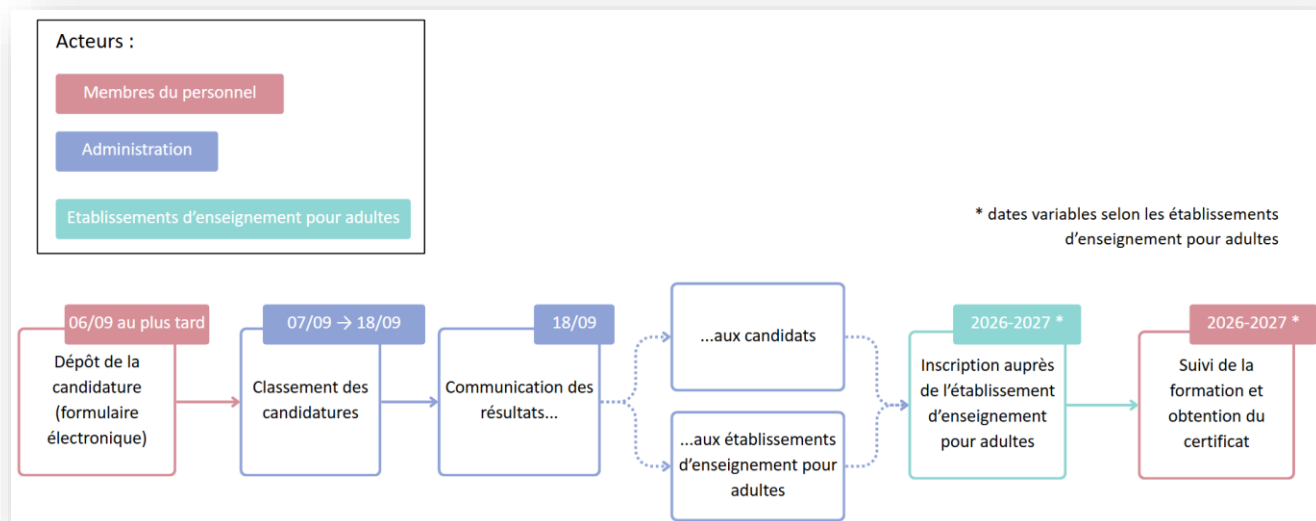 Acteurs :
Membres du personnel
Administration
Etablissements d'enseignement pour adultes
* dates variables selon les établissements
d'enseignement pour adultes
06/09 au plus tard
Dépôt de la
candidature
(formulaire
électronique)
07/09 → 18/09
Classement des
candidatures
18/09
Communication des
résultats...
...aux candidats
...aux établissements
d'enseignement pour
adultes
2026-2027 *
Inscription auprès
de l'établissement
d'enseignement
pour adultes
2026-2027 *
Suivi de la
formation et
obtention du
certificat